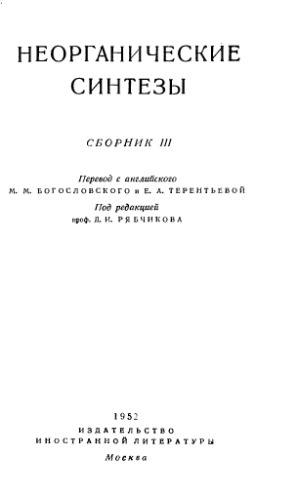 НЕОРГАНИЧЕСКИЕ
СИНТЕЗЫ
СБОРНИК III
Перевод с английского
М. М. БОГОСЛОВСКОГО и Е. А. ТЕРЕНТЬЕВОЙ
Под редакцией
проф. Д. И. РЯБЧИКОВА
1952
ИЗДАТЕЛЬСТВО
ИНОСТРАННОЙ ЛИТЕРАТУРЫ
Москва